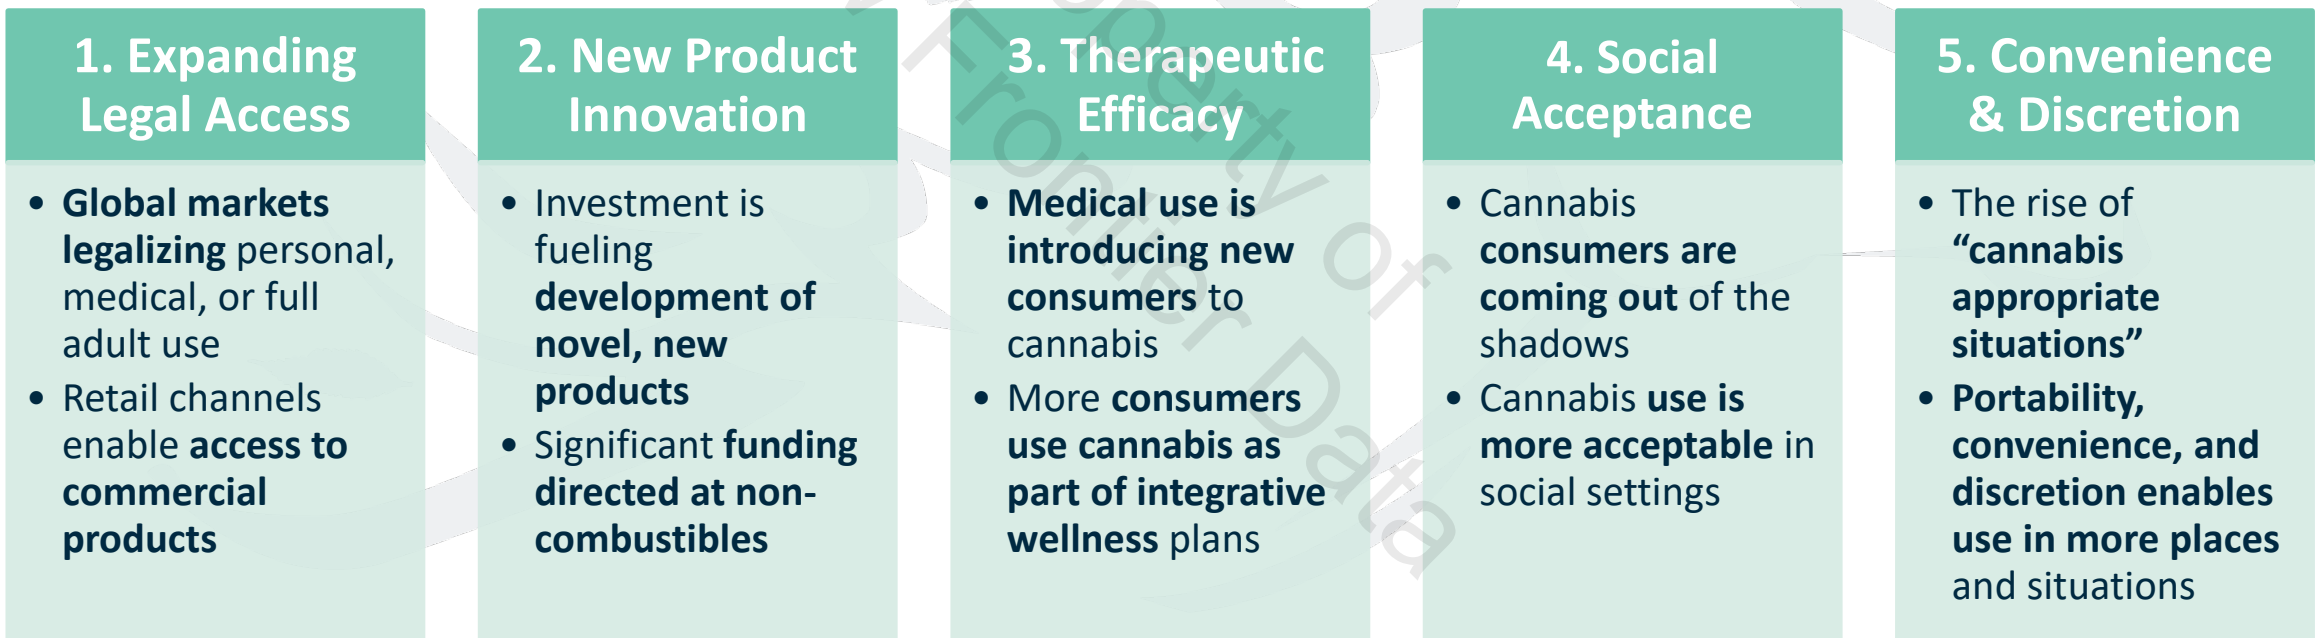 1. Expanding
Legal Access
• Global markets
legalizing personal,
medical, or full
adult use
• Retail channels
enable access to
commercial
products
2. New Product
Innovation
• Investment is
fueling
development of
novel, new
products
• Significant funding
directed at non-
combustibles
3. Therapeutic
Efficacy
• Medical use is
introducing new
consumers to
cannabis
• More consumers
use cannabis as
part of integrative
wellness plans
4. Social
Acceptance
• Cannabis
consumers are
coming out of the
shadows
• Cannabis use is
more acceptable in
social settings
5. Convenience
& Discretion
• The rise of
“cannabis
appropriate
situations”
• Portability,
convenience, and
discretion enables
use in more places
and situations
Property of
Frontier Data